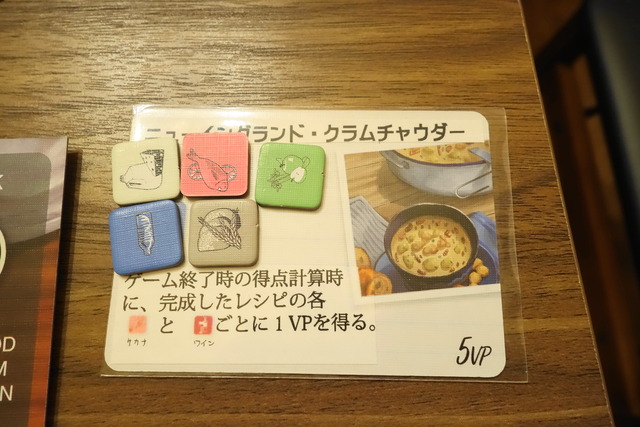 ニューイングランド・クラムチャウダー
ゲーム終了時の得点計算時
に、完成したレシピの各
と ごとに1VPを得る。
サカナ ワイン
5VP
K
OD
M
N